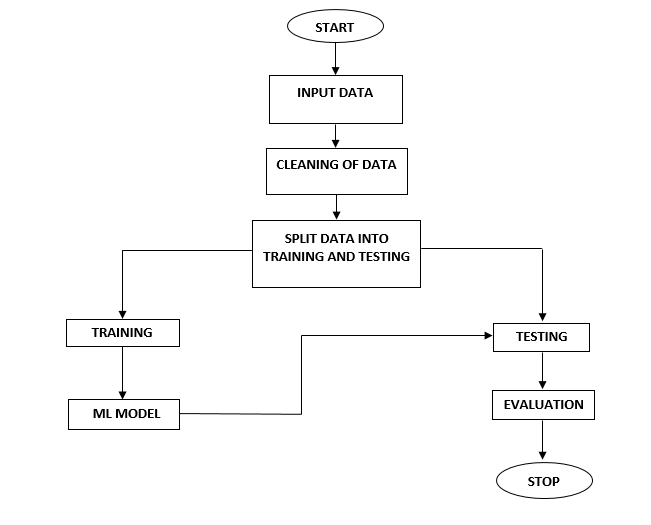 START
INPUT DATA
CLEANING OF DATA
SPLIT DATA INTO
TRAINING AND TESTING
TRAINING
TESTING
ML MODEL
EVALUATION
STOP